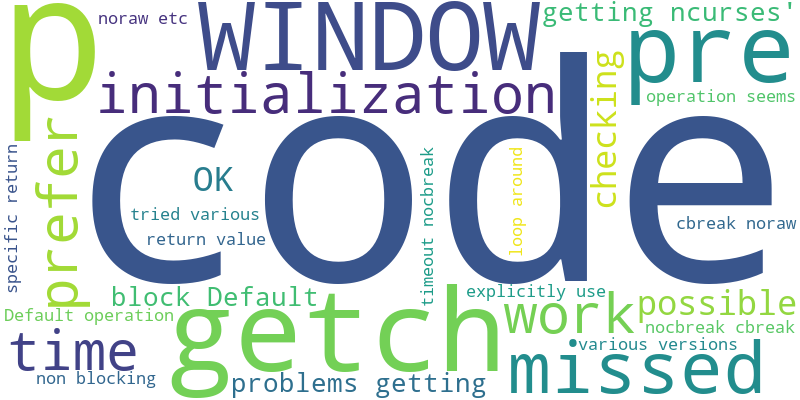 p
noraw etc
WINDOW
getting ncurses'
pre
initialization
checking
operation seems
code
prefer
specific return
OK
tried various
return value
timeout nocbreak
loop around
cbreak noraw
block Default
getch
explicitly use
work
possible
Default operation
nocbreak cbreak
time
various versions
missed
non blocking
problems getting